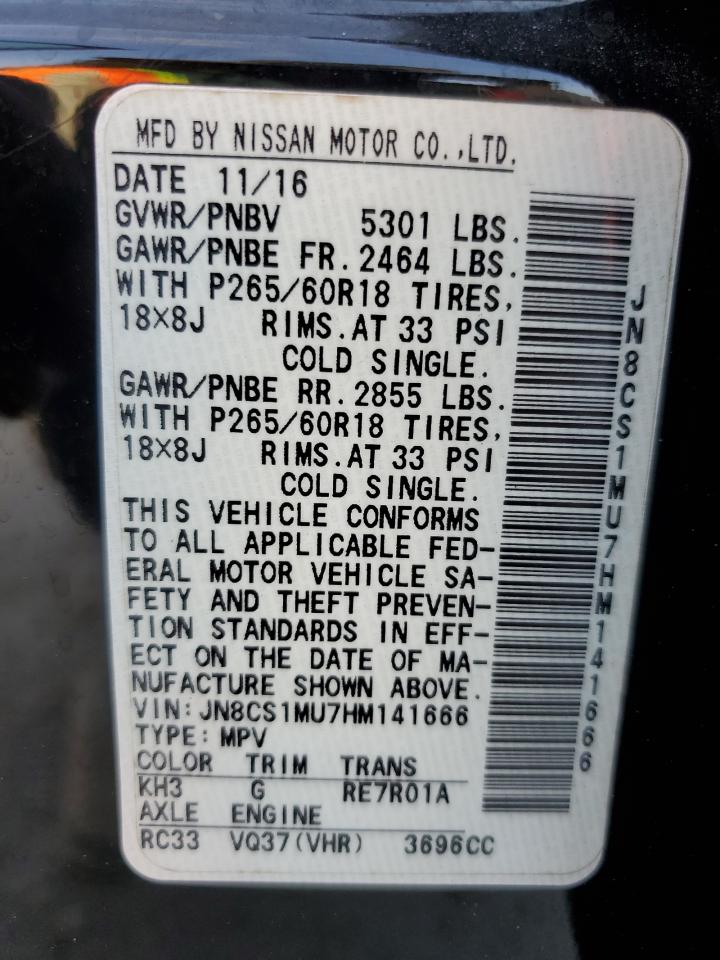 MFD BY NISSAN MOTOR CO.,LTD.
DATE 11/16
GVWR/PNBV 5301 LBS.
GAWR/PNBE FR.2464 LBS.
WITH P265/60R18 TIRES,
18×8J RIMS.AT 33 PSI
COLD SINGLE.
GAWR/PNBE RR.2855 LBS.
WITH P265/60R18 TIRES,
18×8J RIMS.AT 33 PSI
COLD SINGLE.
THIS VEHICLE CONFORMS
TO ALL APPLICABLE FED-
ERAL MOTOR VEHICLE SA-
FETY AND THEFT PREVEN-
TION STANDARDS IN EFF-
ECT ON THE DATE OF MA-
NUFACTURE SHOWN ABOVE.
VIN:JN8CS1MU7HM141666
TYPE:MPV
COLOR TRIM TRANS
KH3 G RE7R01A
AXLE ENGINE
RC33 VQ37(VHR) 3696CC
JN8CS1MU7HM141666